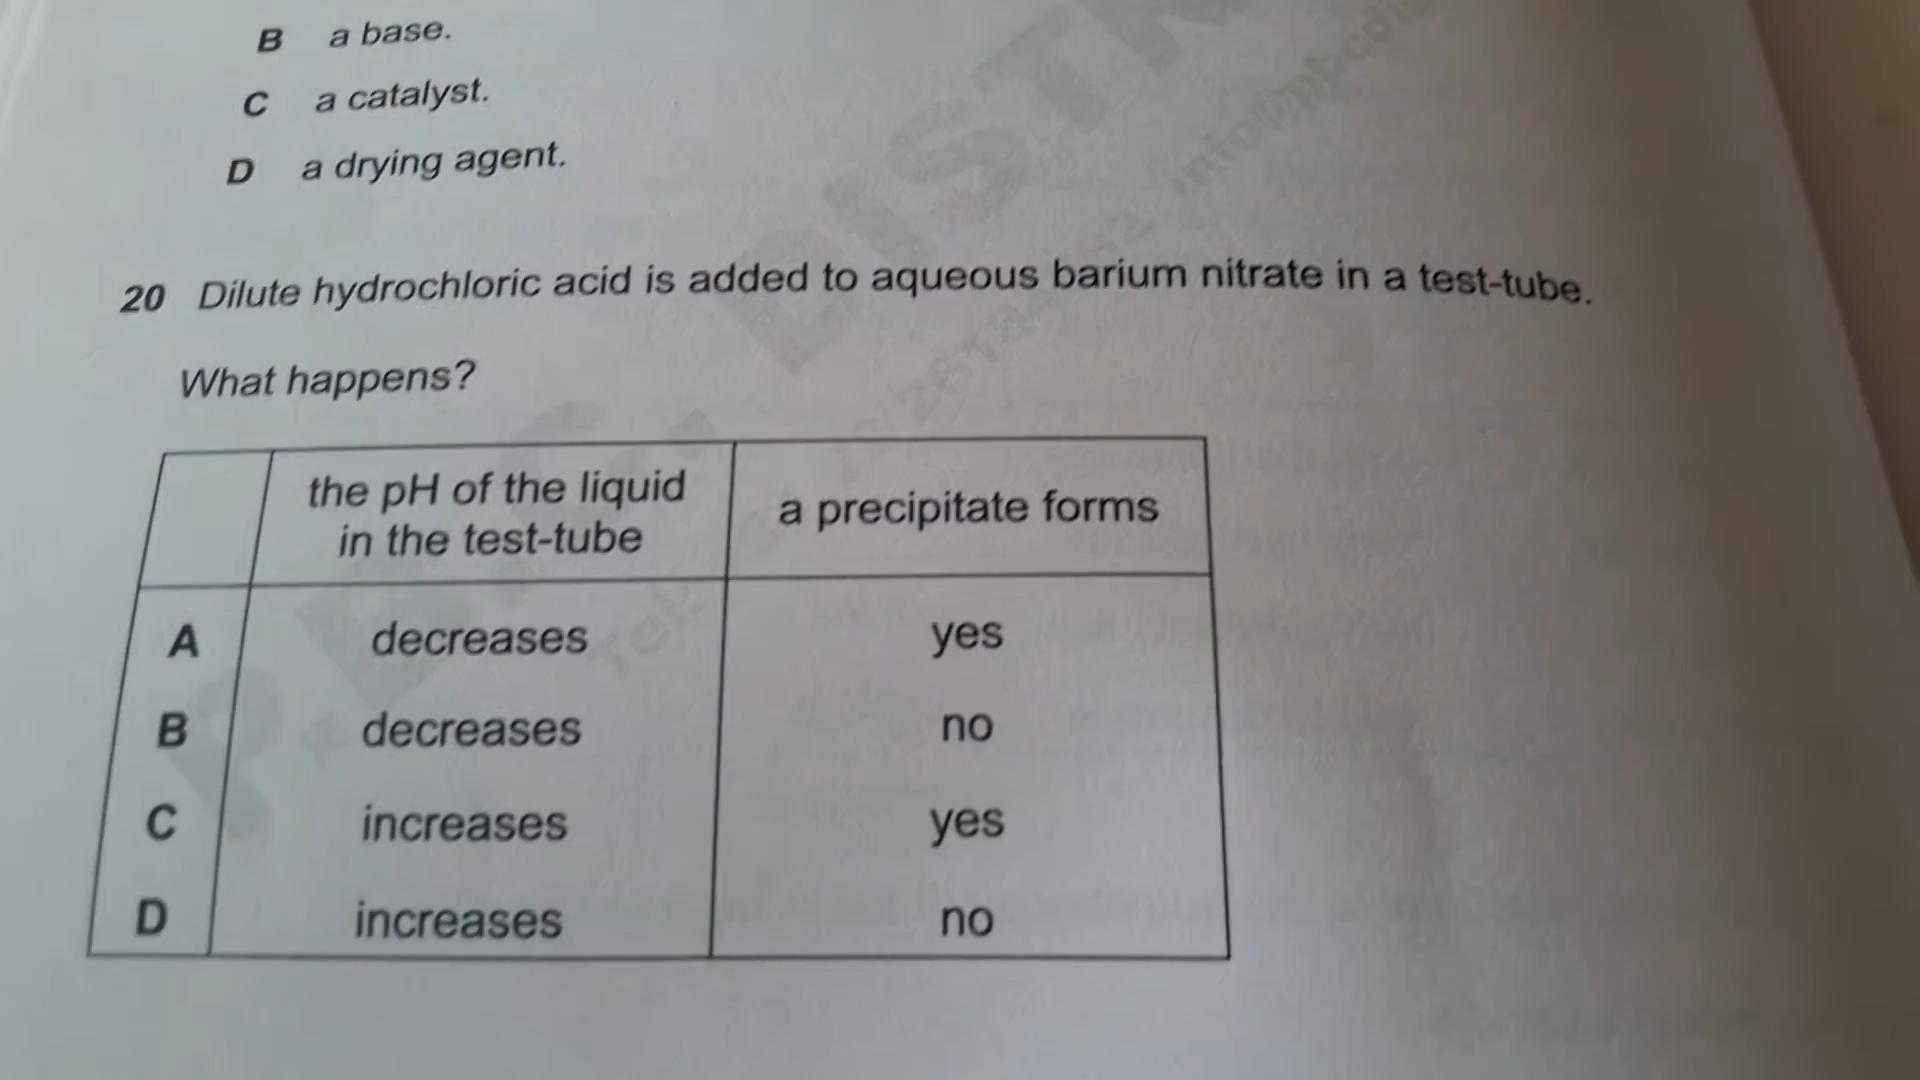 B a base.
C a catalyst.
D a drying agent.
20 Dilute hydrochloric acid is added to aqueous barium nitrate in a test-tube.
What happens?
the pH of the liquid in the test-tube a precipitate forms
A decreases yes
B decreases no
C increases yes
D increases no